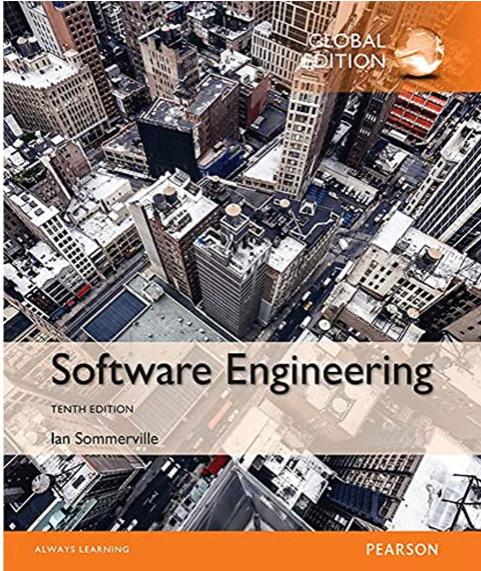 GLOBAL
EDITION
Software Engineering
TENTH EDITION
Ian Sommerville
ALWAYS LEARNING
PEARSON